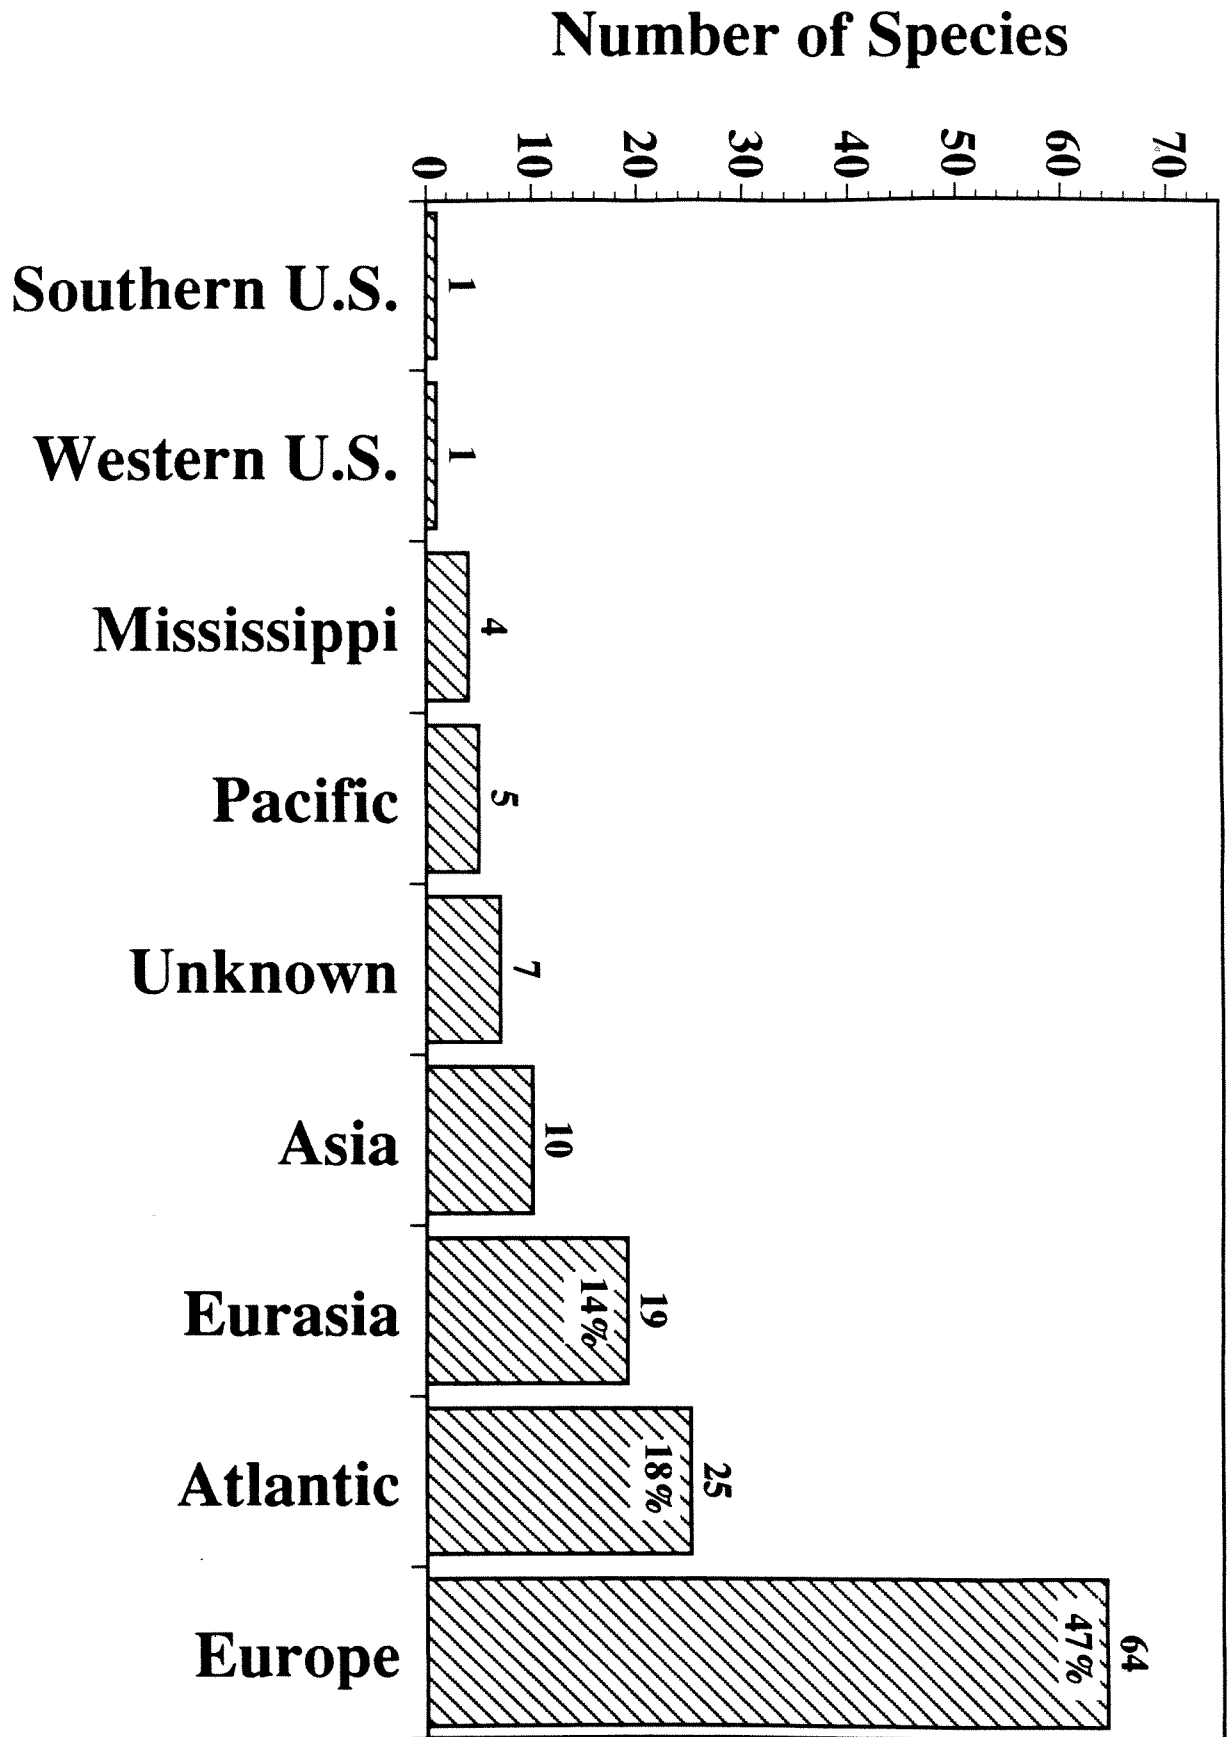 Number of Species
0
10
20
30
40
50
60
70
Southern U.S.
1
Western U.S.
1
Mississippi
4
Pacific
5
Unknown
7
Asia
10
Eurasia
14%
19
Atlantic
18%
25
Europe
47%
64